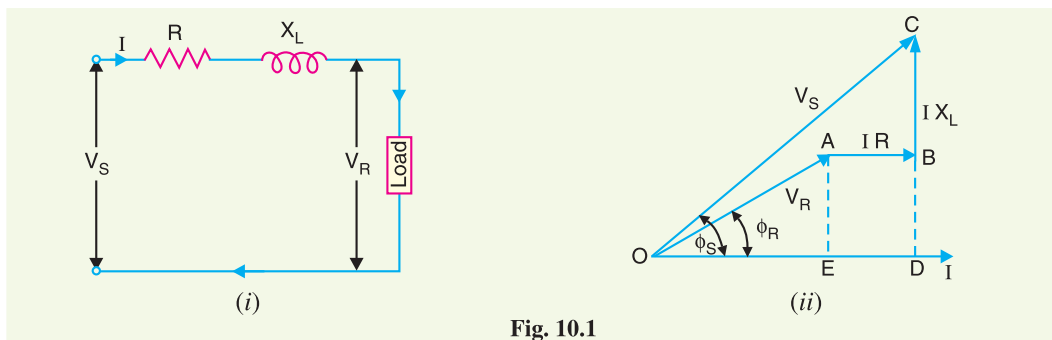 I R X_L
V_S V_R Load
(i)
C
V_S I X_L
A I R B
V_R
ϕ_S ϕ_R
O E D I
(ii)
Fig. 10.1